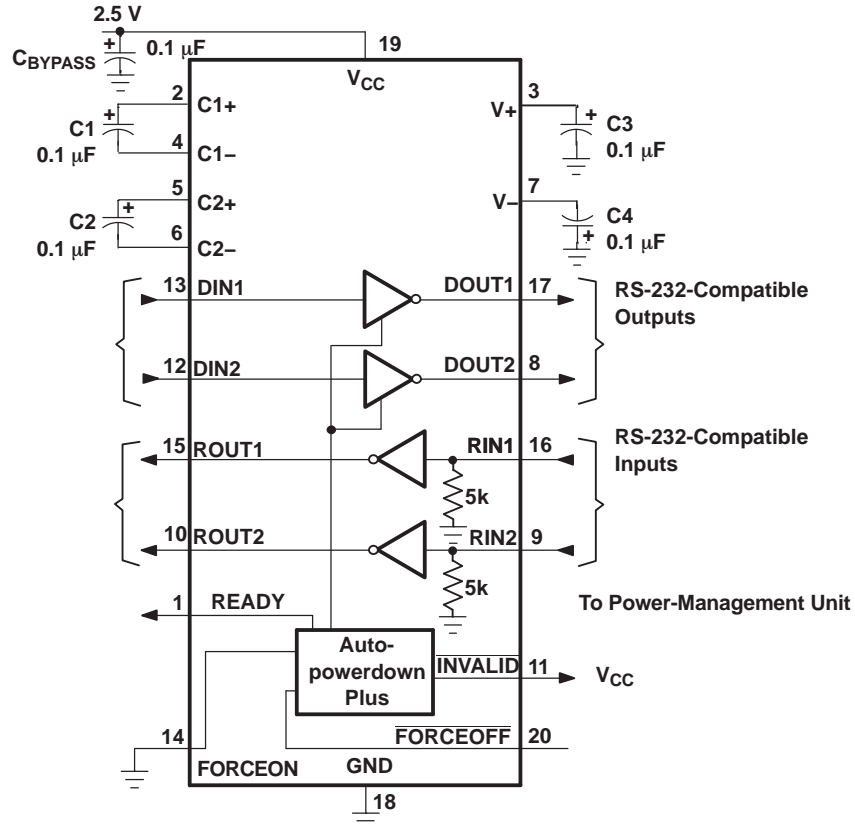 2.5 V
CBYPASS
+
0.1 μF
19
VCC
2
C1+
C1
+
0.1 μF
4
C1–
5
C2+
C2
+
0.1 μF
6
C2–
3
V+
+
C3
0.1 μF
7
V–
C4
+
0.1 μF
13
DIN1
DOUT1
17
RS-232-Compatible
Outputs
12
DIN2
DOUT2
8
15
ROUT1
RIN1
16
RS-232-Compatible
Inputs
5k
10
ROUT2
RIN2
9
5k
1
READY
To Power-Management Unit
Auto-
powerdown
Plus
INVALID
11
VCC
14
FORCEON
GND
FORCEOFF
20
18